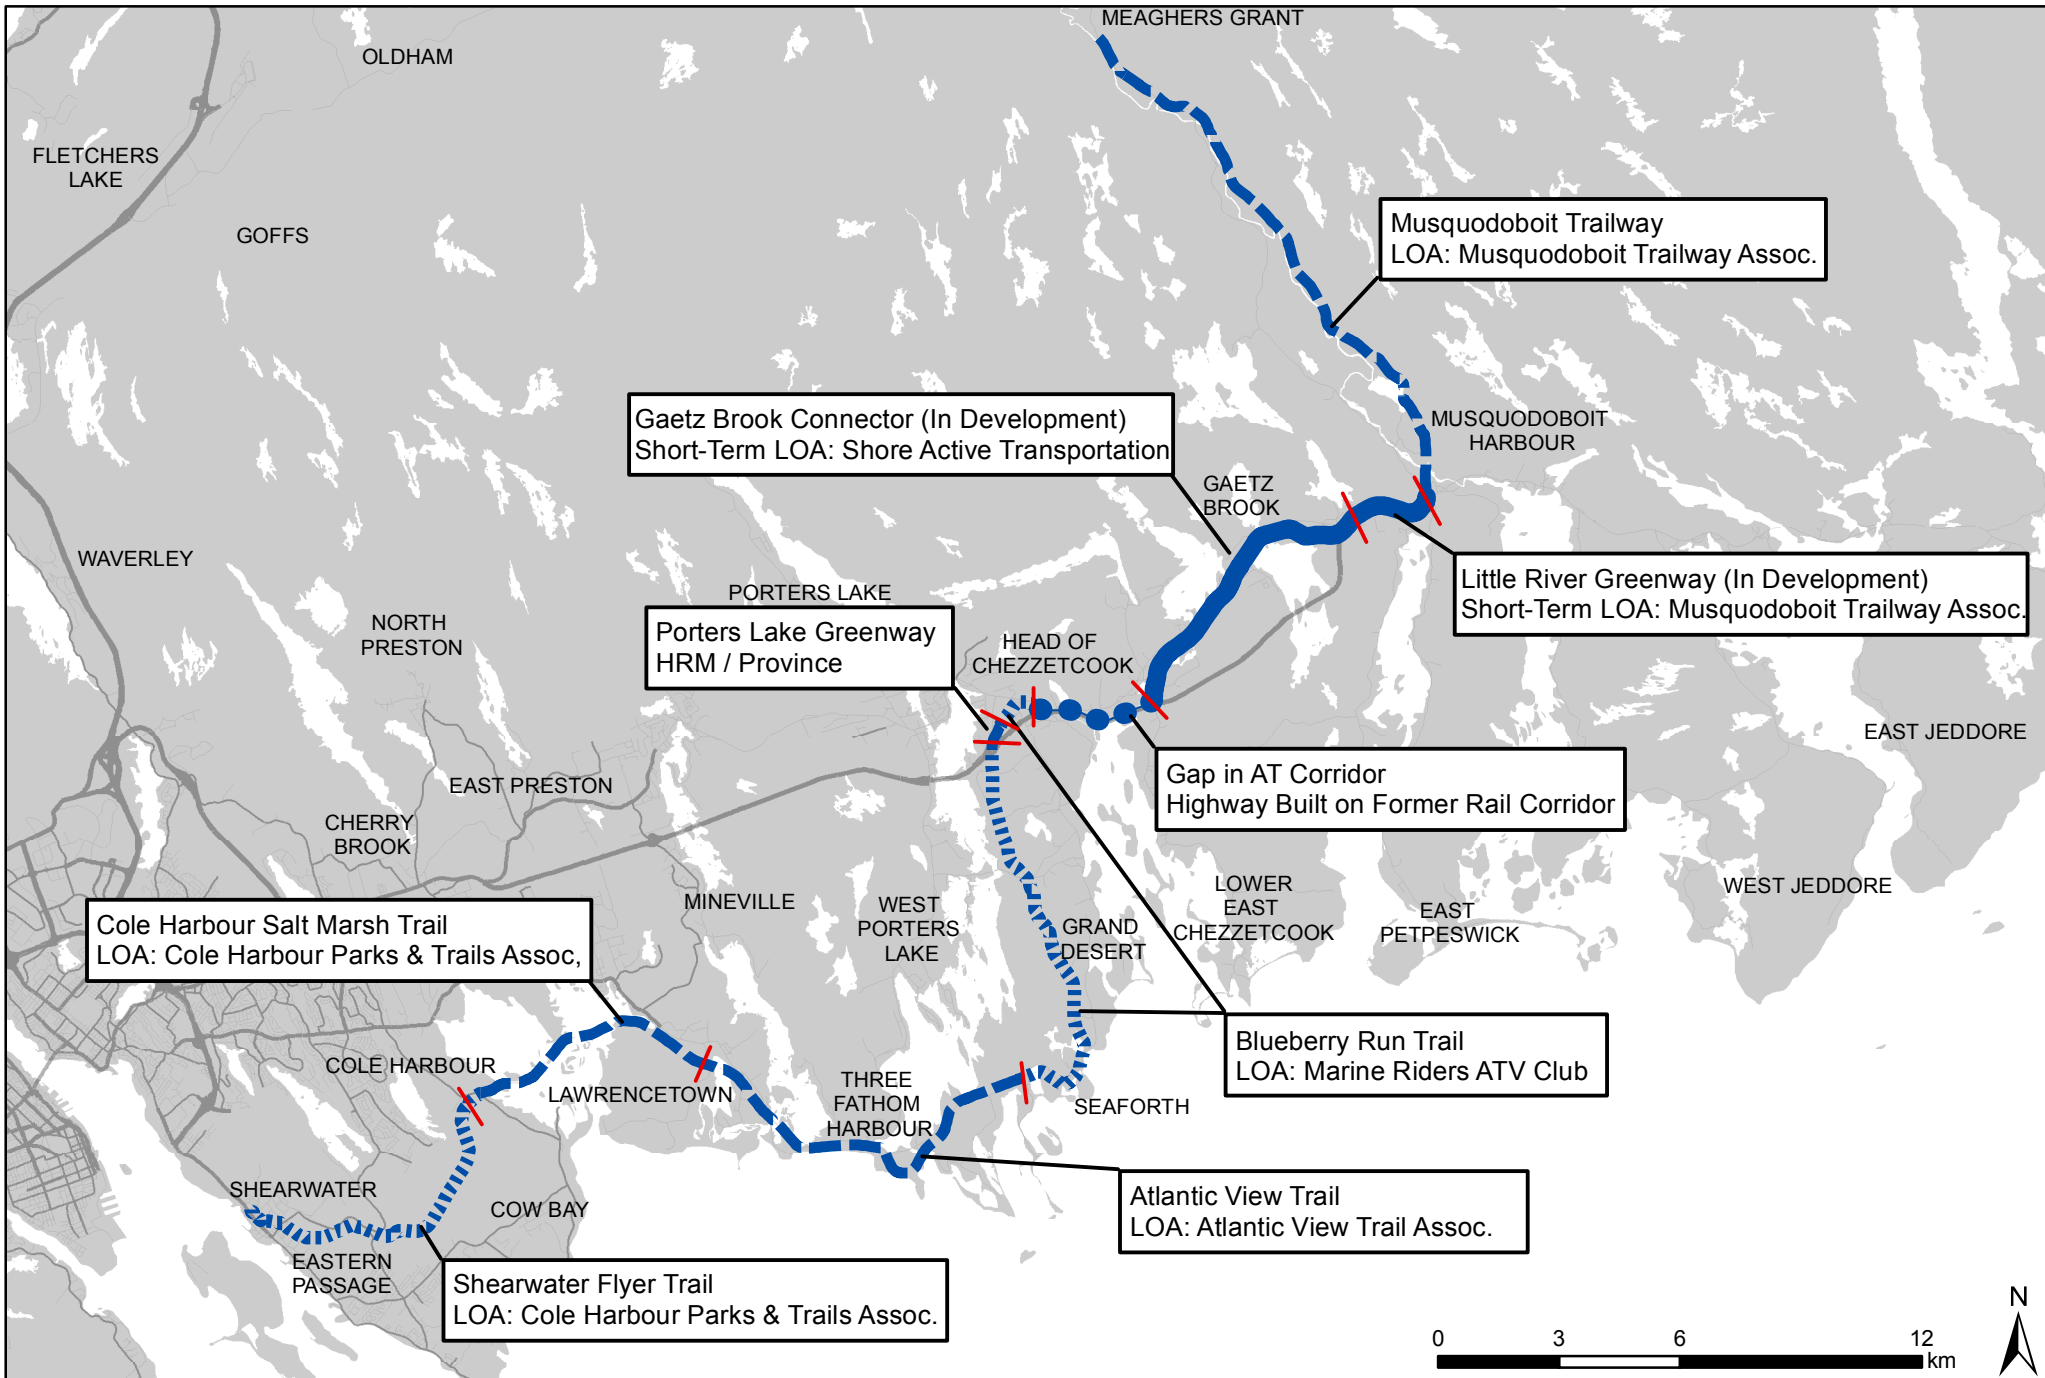 MEAGHERS GRANT
OLDHAM
FLETCHERS
LAKE
GOFFS
Musquodoboit Trailway
LOA: Musquodoboit Trailway Assoc.
Gaetz Brook Connector (In Development)
Short-Term LOA: Shore Active Transportation
MUSQUODOBOIT
HARBOUR
GAETZ
BROOK
WAVERLEY
Little River Greenway (In Development)
Short-Term LOA: Musquodoboit Trailway Assoc.
PORTERS LAKE
NORTH
PRESTON
Porters Lake Greenway
HRM / Province
HEAD OF
CHEZZETCOOK
EAST JEDDORE
Gap in AT Corridor
Highway Built on Former Rail Corridor
EAST PRESTON
CHERRY
BROOK
MINEVILLE
WEST
PORTERS
LAKE
GRAND
DESERT
LOWER
EAST
CHEZZETCOOK
EAST
PETPESWICK
WEST JEDDORE
Cole Harbour Salt Marsh Trail
LOA: Cole Harbour Parks & Trails Assoc,
Blueberry Run Trail
LOA: Marine Riders ATV Club
COLE HARBOUR
LAWRENCETOWN
THREE
FATHOM
HARBOUR
SEAFORTH
SHEARWATER
COW BAY
Atlantic View Trail
LOA: Atlantic View Trail Assoc.
EASTERN
PASSAGE
Shearwater Flyer Trail
LOA: Cole Harbour Parks & Trails Assoc.
N
0 3 6 12
km